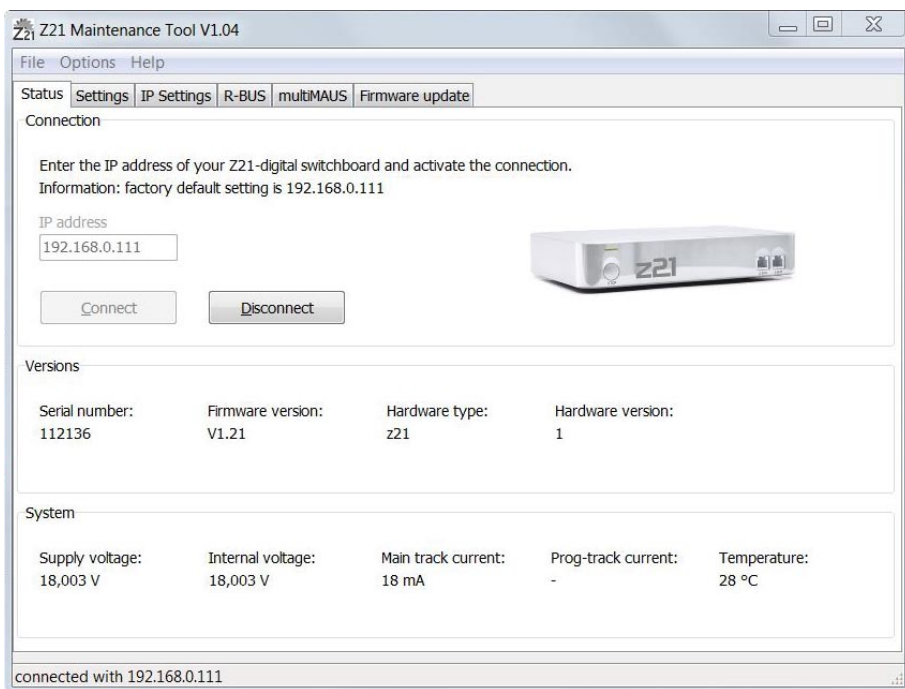 Z21 Z21 Maintenance Tool V1.04
File Options Help
Status Settings IP Settings R-BUS multiMAUS Firmware update
Connection
Enter the IP address of your Z21-digital switchboard and activate the connection.
Information: factory default setting is 192.168.0.111
IP address
192.168.0.111
z21
Connect Disconnect
Versions
Serial number: Firmware version: Hardware type: Hardware version:
112136 V1.21 z21 1
System
Supply voltage: Internal voltage: Main track current: Prog-track current: Temperature:
18,003 V 18,003 V 18 mA - 28 °C
connected with 192.168.0.111